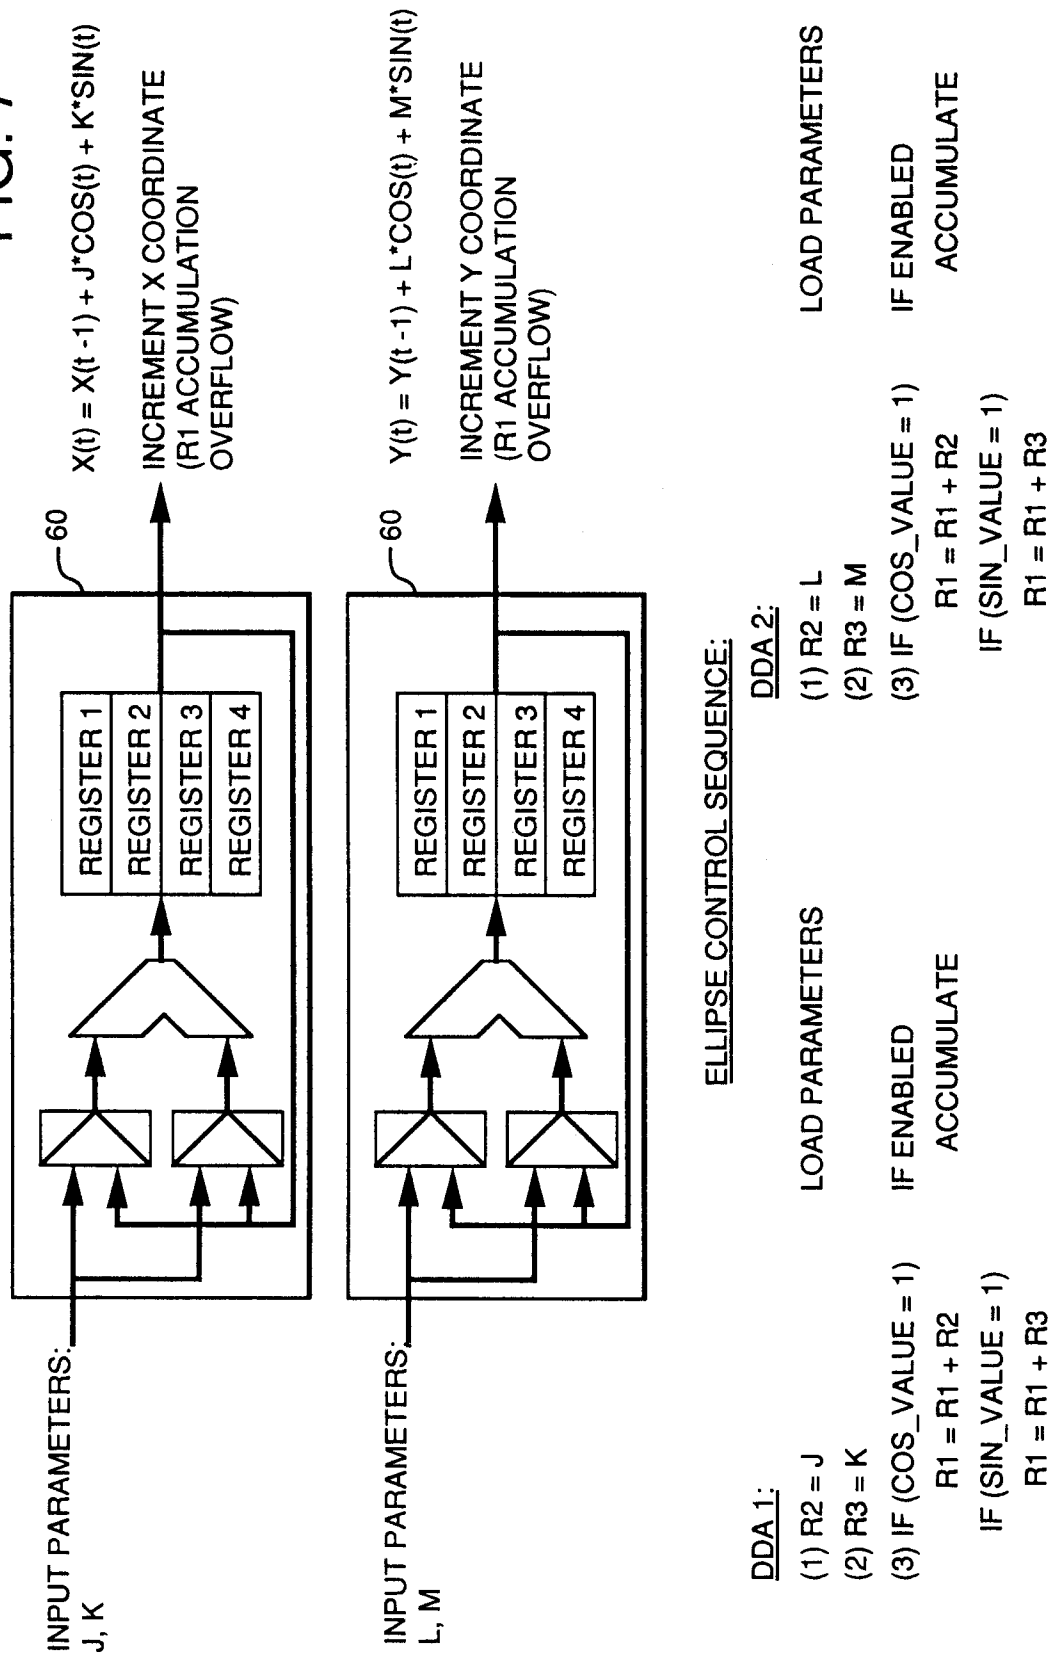 FIG. 7
INPUT PARAMETERS:
J, K
REGISTER 1
REGISTER 2
REGISTER 3
REGISTER 4
60
X(t) = X(t -1) + J*COS(t) + K*SIN(t)
INCREMENT X COORDINATE
(R1 ACCUMULATION
OVERFLOW)
INPUT PARAMETERS:
L, M
REGISTER 1
REGISTER 2
REGISTER 3
REGISTER 4
60
Y(t) = Y(t -1) + L*COS(t) + M*SIN(t)
INCREMENT Y COORDINATE
(R1 ACCUMULATION
OVERFLOW)
ELLIPSE CONTROL SEQUENCE:
DDA 1:
(1) R2 = J LOAD PARAMETERS
(2) R3 = K
(3) IF (COS_VALUE = 1) IF ENABLED
R1 = R1 + R2 ACCUMULATE
IF (SIN_VALUE = 1)
R1 = R1 + R3
DDA 2:
(1) R2 = L LOAD PARAMETERS
(2) R3 = M
(3) IF (COS_VALUE = 1) IF ENABLED
R1 = R1 + R2 ACCUMULATE
IF (SIN_VALUE = 1)
R1 = R1 + R3